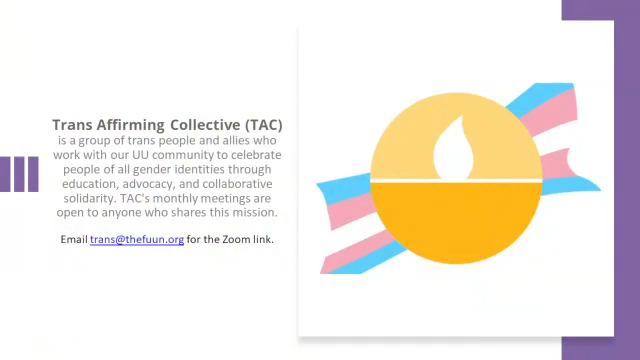 Trans Affirming Collective (TAC)
is a group of trans people and allies who
work with our UU community to celebrate
people of all gender identities through
education, advocacy, and collaborative
solidarity. TAC's monthly meetings are
open to anyone who shares this mission.
Email trans@thefuun.org for the Zoom link.